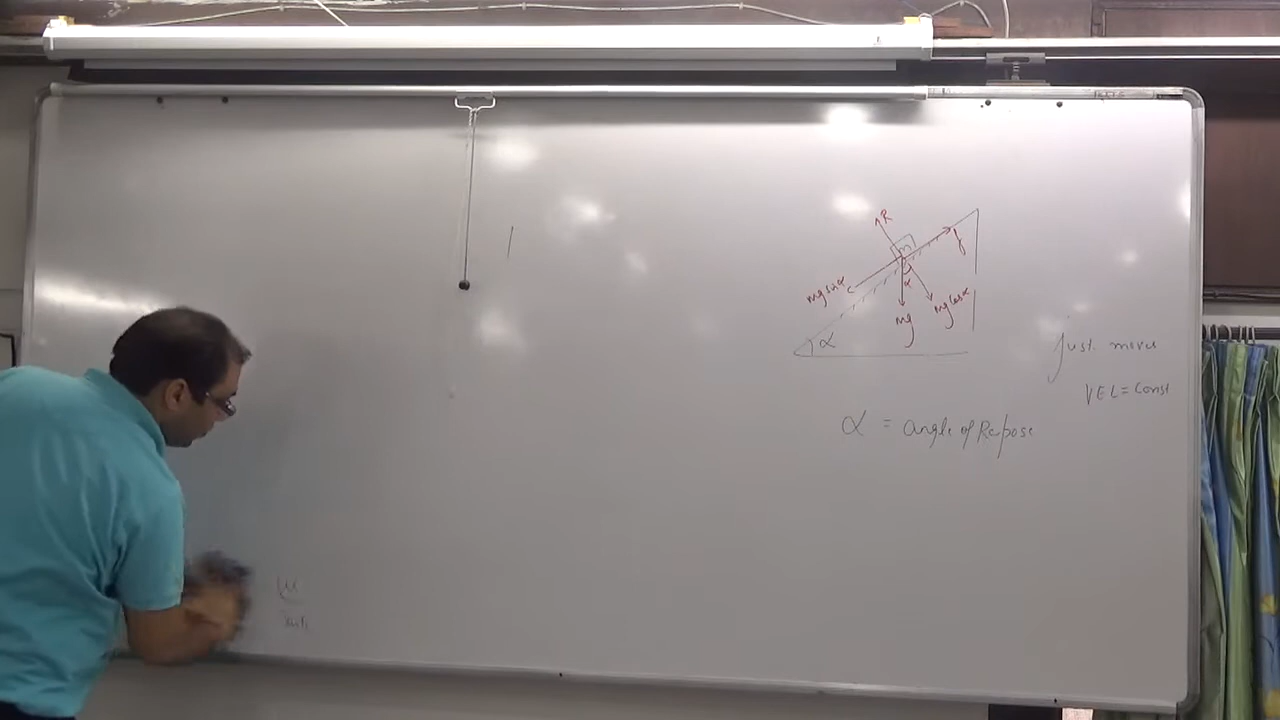 R
m
f
mg sinα
α
mg cosα
mg
α
Just moves
VEL = Const
α = angle of Repose
μ